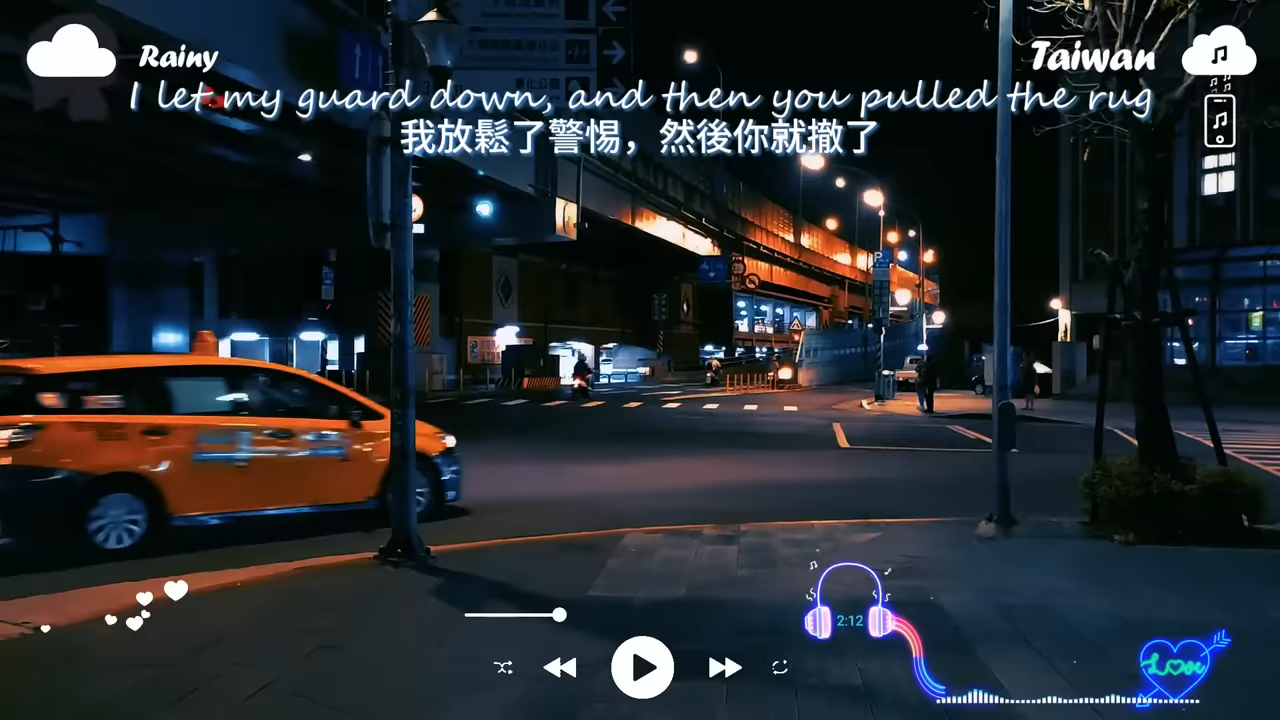 Rainy
Taiwan
I let my guard down, and then you pulled the rug
我放鬆了警惕，然後你就撤了
P
2:12
Love